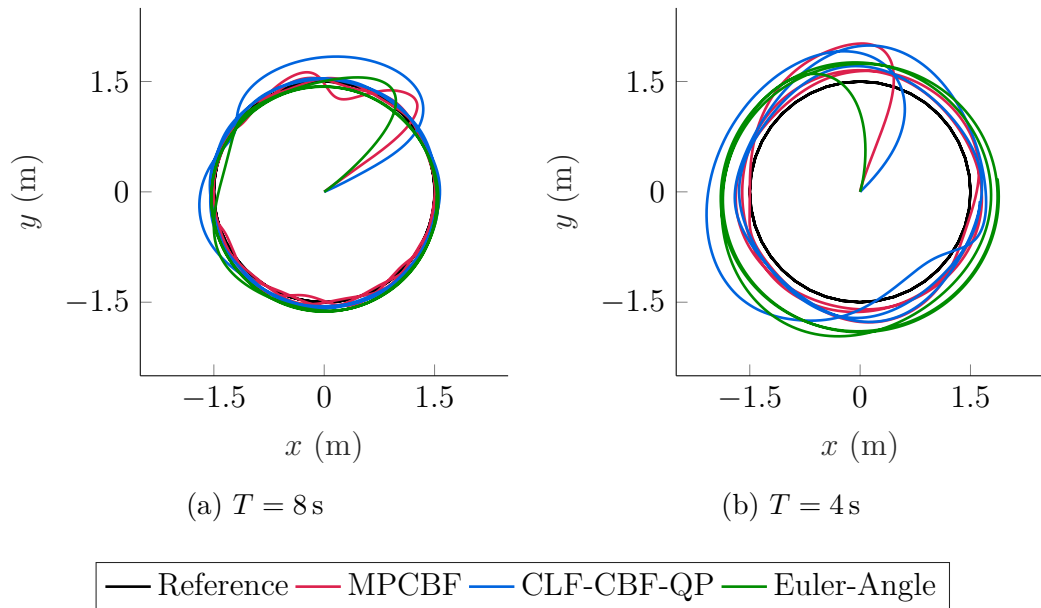 1.5
0
−1.5
y (m)
−1.5
0
1.5
x (m)
(a) T = 8 s
1.5
0
−1.5
y (m)
−1.5
0
1.5
x (m)
(b) T = 4 s
Reference MPCBF CLF-CBF-QP Euler-Angle